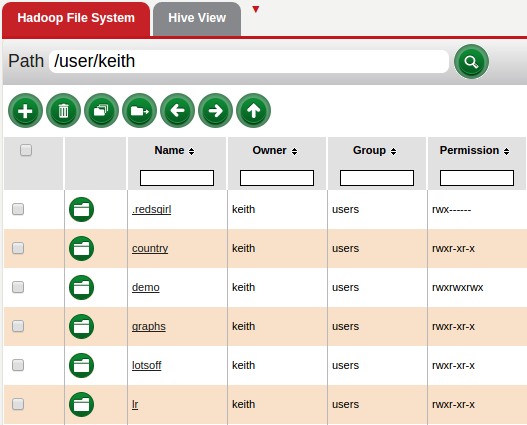 Hadoop File System Hive View
Path /user/keith
Name Owner Group Permission
.redsqirl keith users rwx------
country keith users rwxr-xr-x
demo keith users rwxrwxrwx
graphs keith users rwxr-xr-x
lotsoff keith users rwxr-xr-x
lr keith users rwxr-xr-x